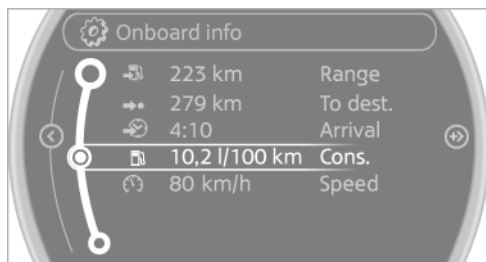 Onboard info
223 km Range
279 km To dest.
4:10 Arrival
10,2 l/100 km Cons.
80 km/h Speed